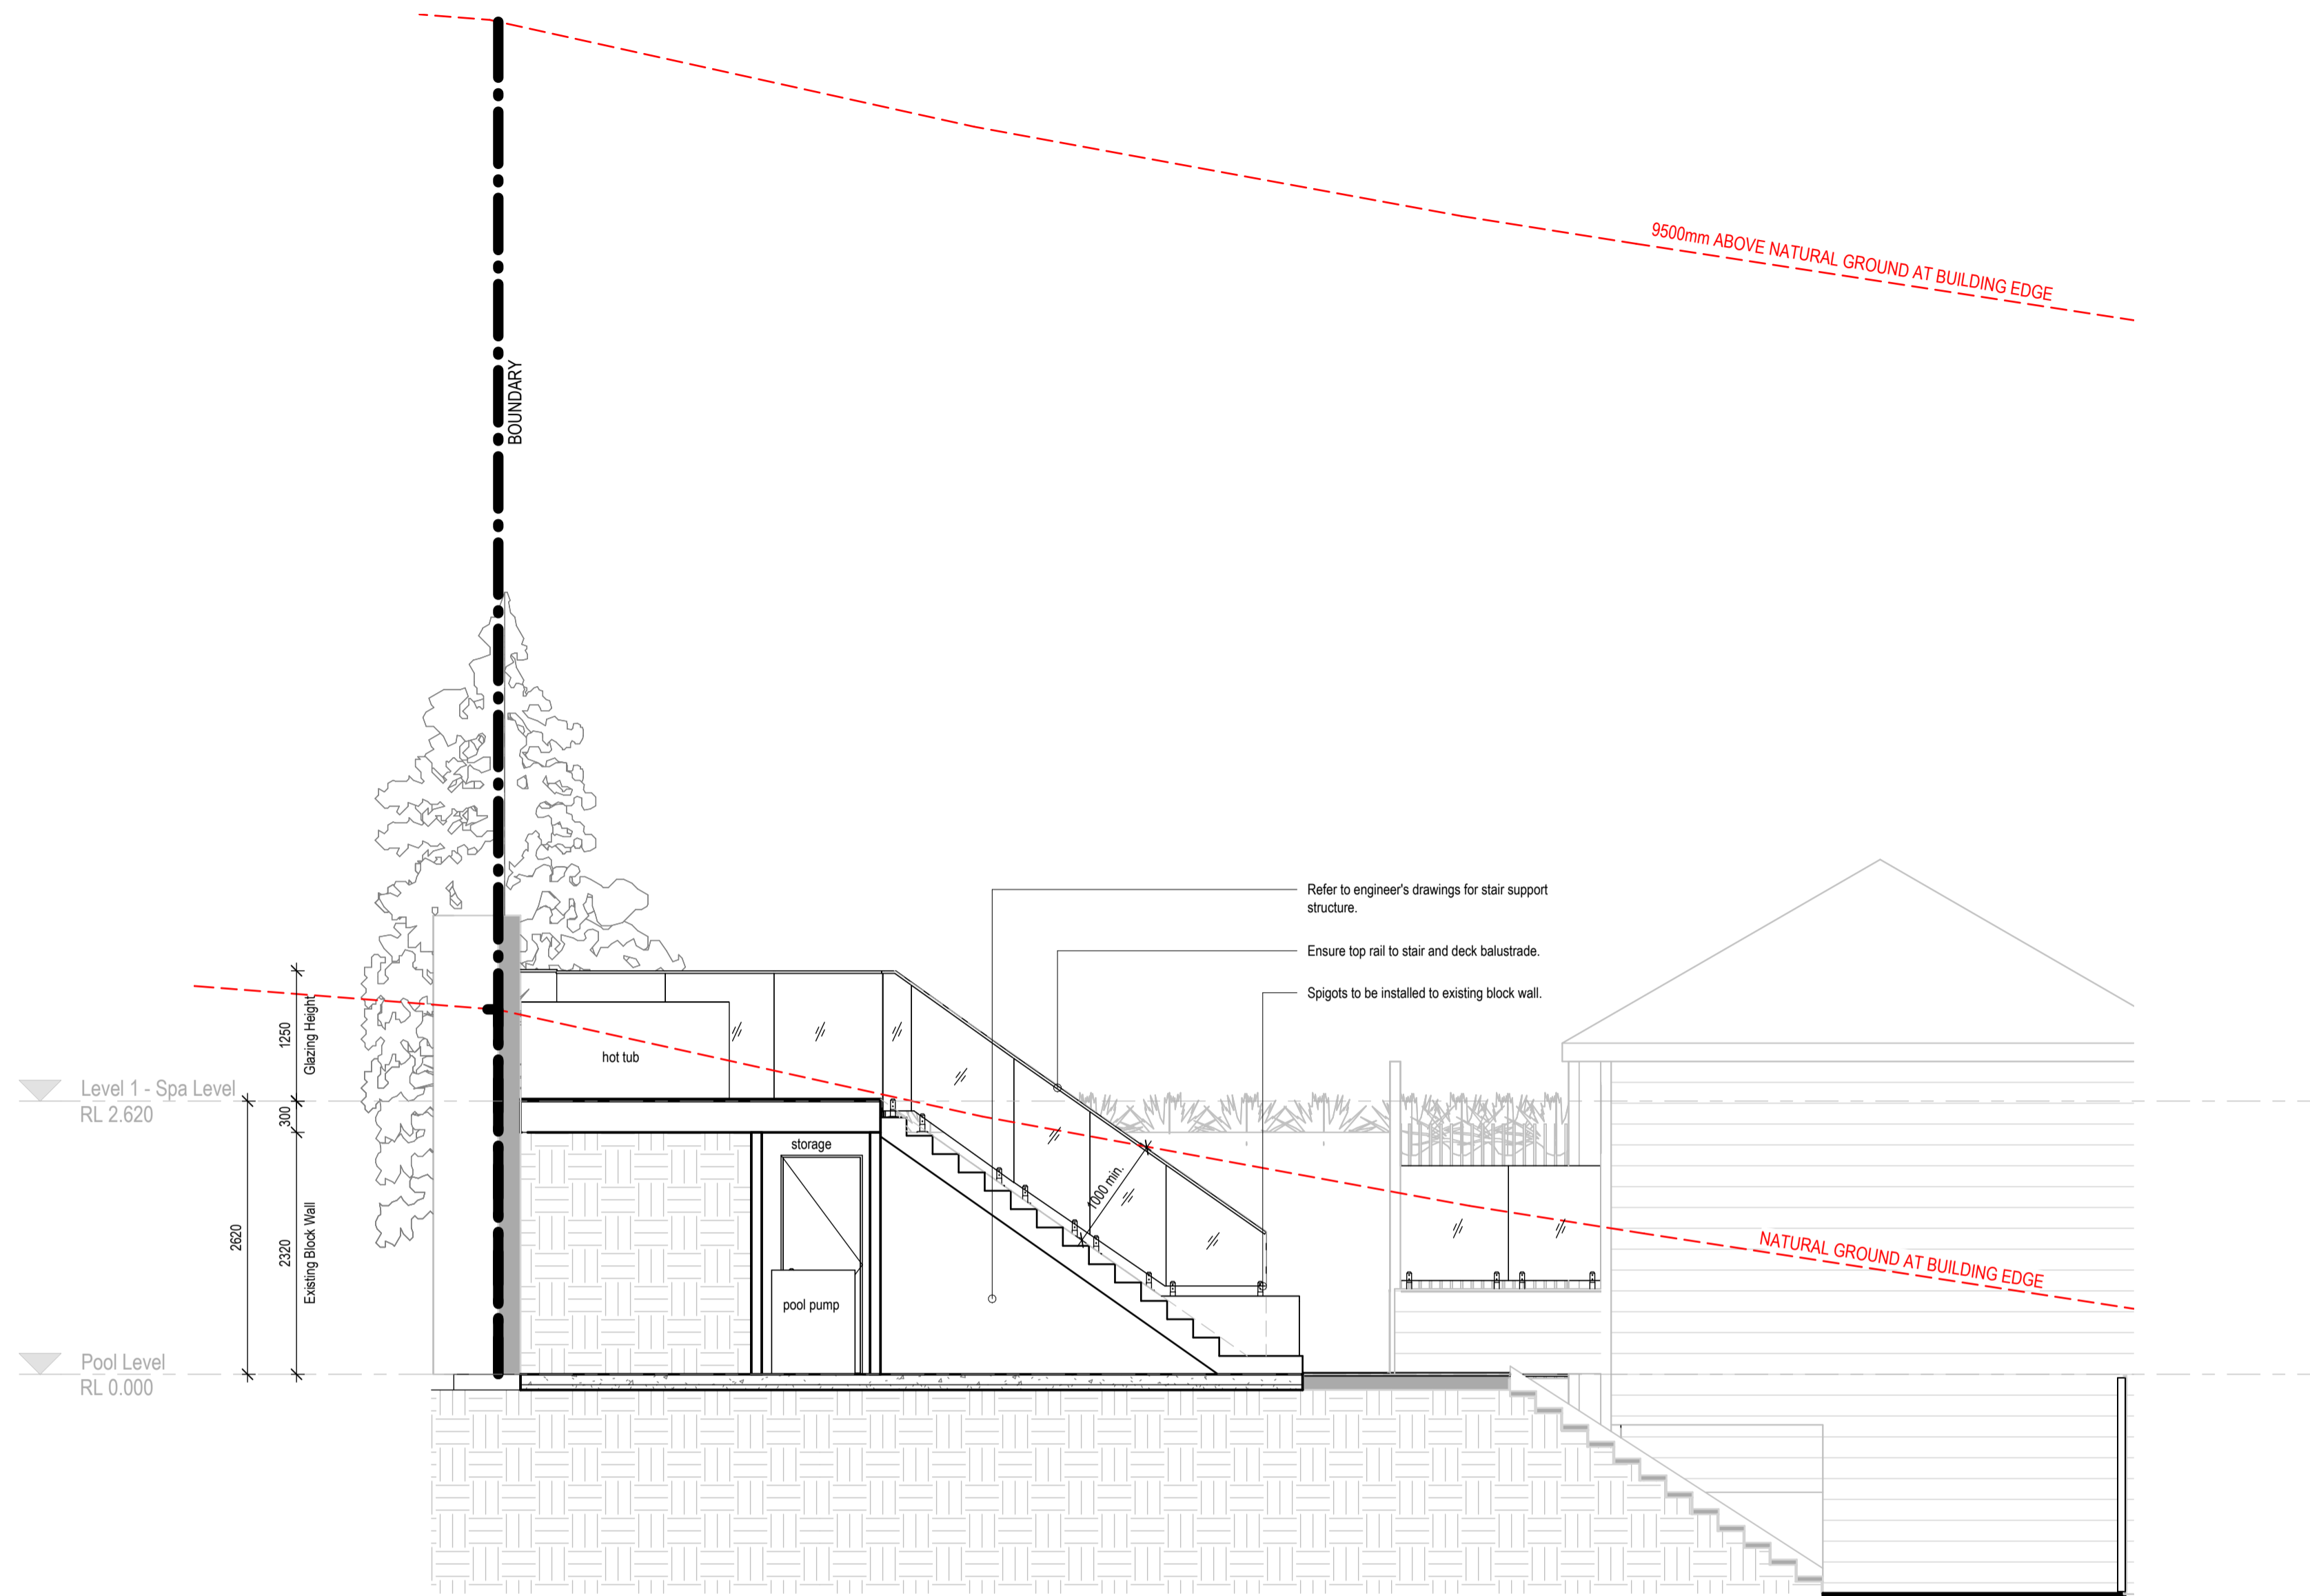 9500mm ABOVE NATURAL GROUND AT BUILDING EDGE
BOUNDARY
Refer to engineer's drawings for stair support
structure.
Ensure top rail to stair and deck balustrade.
Spigots to be installed to existing block wall.
1250
Glazing Height
hot tub
Level 1 - Spa Level
RL 2.620
300
storage
1000 min.
2620
2320
Existing Block Wall
NATURAL GROUND AT BUILDING EDGE
pool pump
Pool Level
RL 0.000